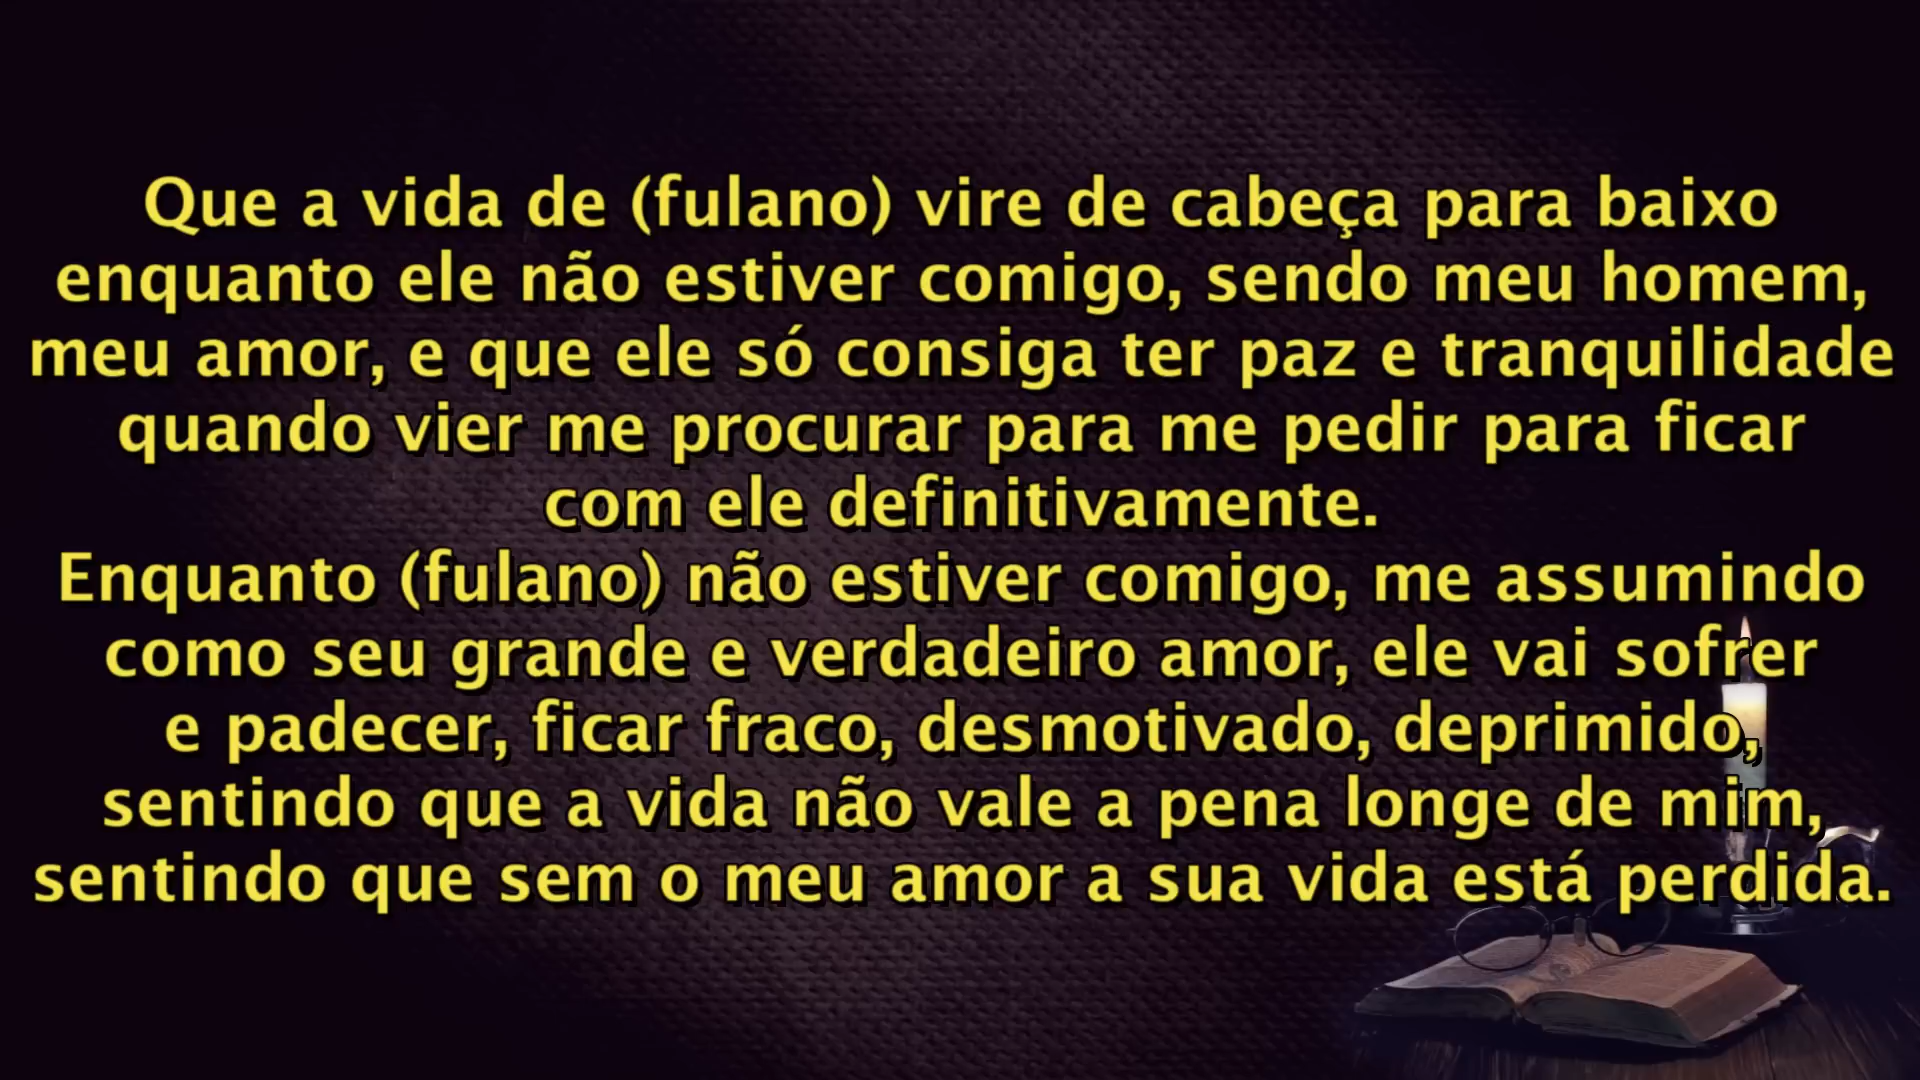 Que a vida de (fulano) vire de cabeça para baixo
enquanto ele não estiver comigo, sendo meu homem,
meu amor, e que ele só consiga ter paz e tranquilidade
quando vier me procurar para me pedir para ficar
com ele definitivamente.
Enquanto (fulano) não estiver comigo, me assumindo
como seu grande e verdadeiro amor, ele vai sofrer
e padecer, ficar fraco, desmotivado, deprimido,
sentindo que a vida não vale a pena longe de mim,
sentindo que sem o meu amor a sua vida está perdida.